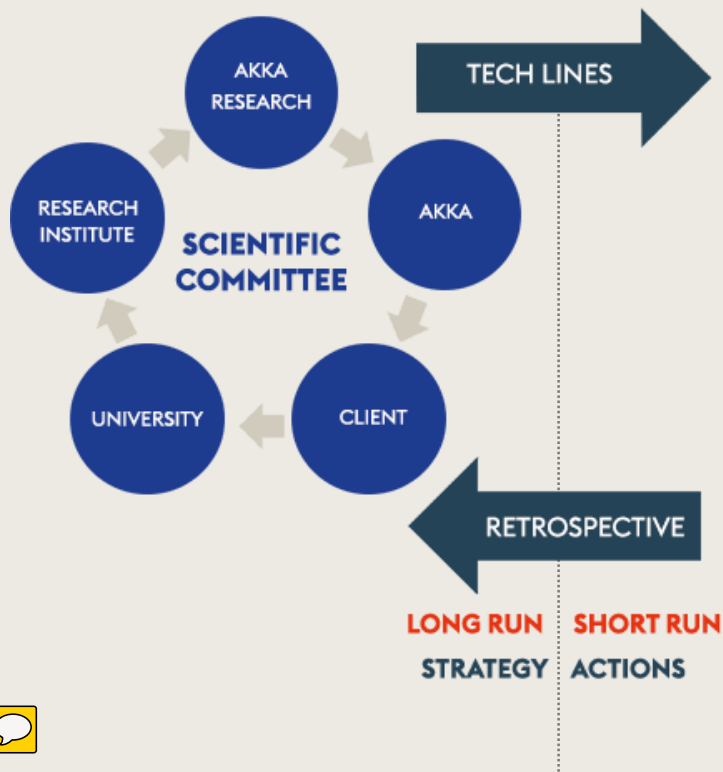 AKKA
RESEARCH
TECH LINES
RESEARCH
INSTITUTE
AKKA
SCIENTIFIC
COMMITTEE
UNIVERSITY
CLIENT
RETROSPECTIVE
LONG RUN
SHORT RUN
STRATEGY
ACTIONS